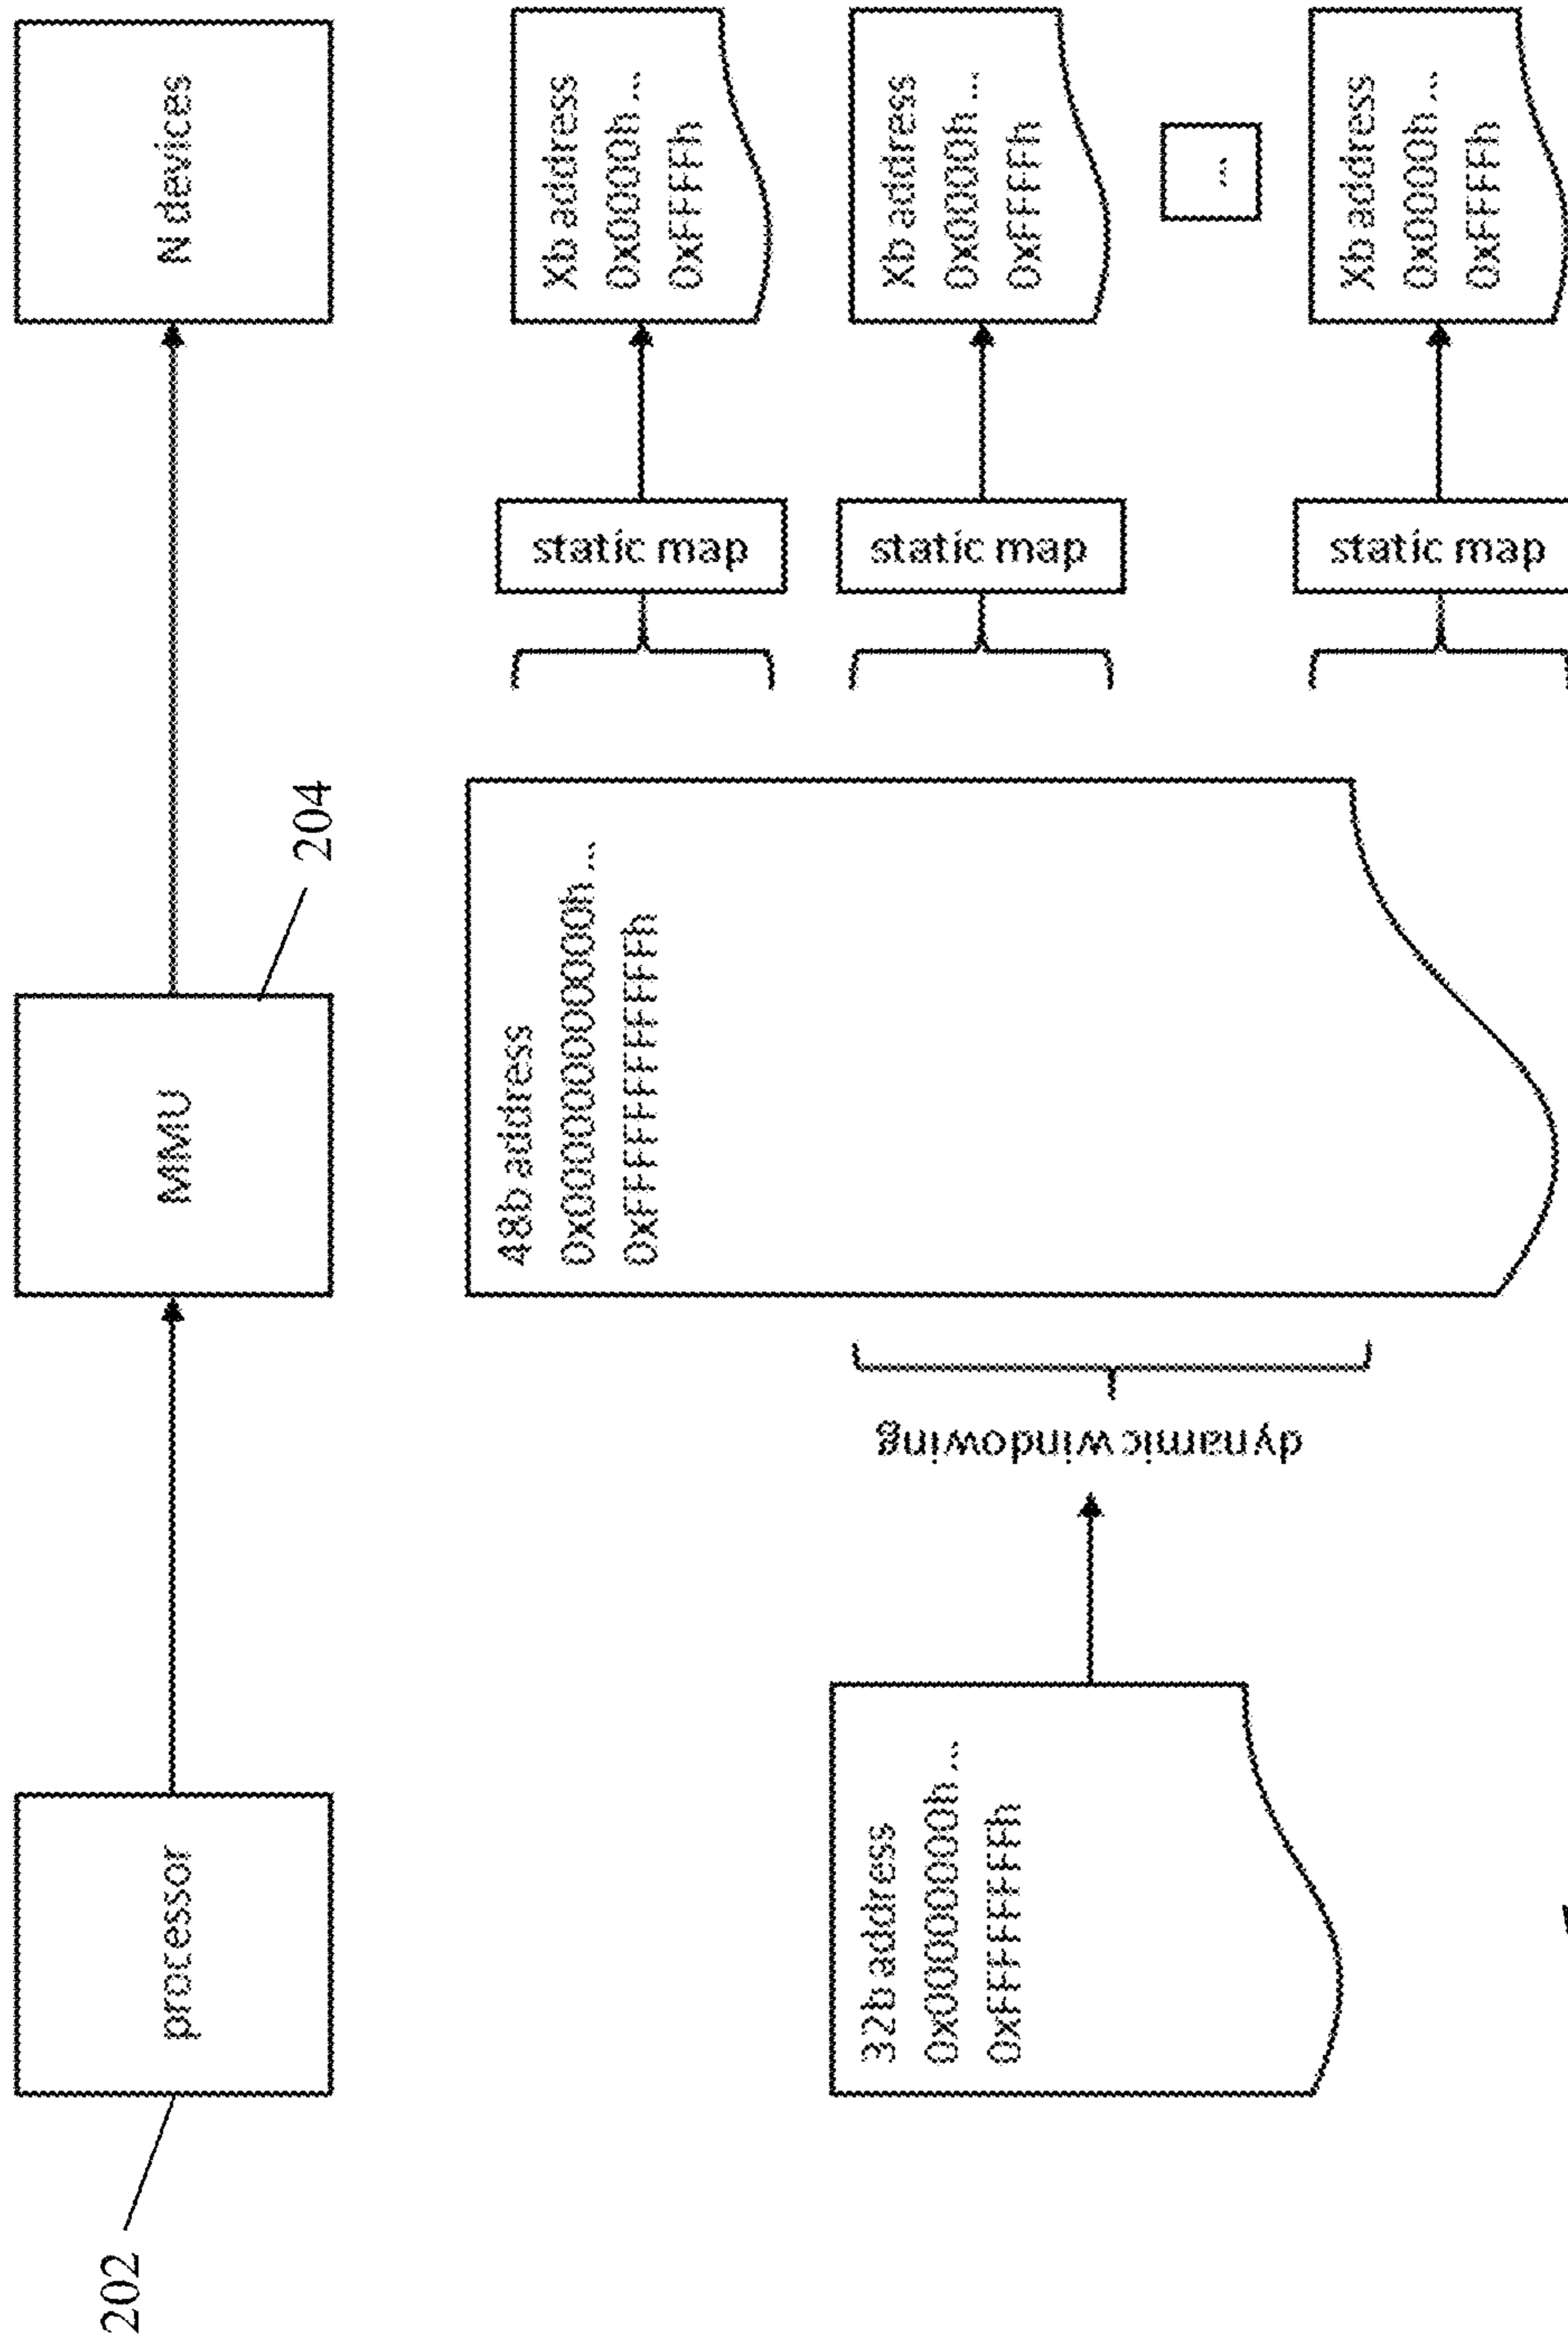 processor
MMU
N devices
202
204
32b address
0x00000000h ...
0xFFFFFFFFh
dynamic windowing
48b address
0x000000000000h ...
0xFFFFFFFFFFFFh
static map
Xb address
0x0000h ...
0xFFFFh
static map
Xb address
0x0000h ...
0xFFFFh
...
static map
Xb address
0x0000h ...
0xFFFFh